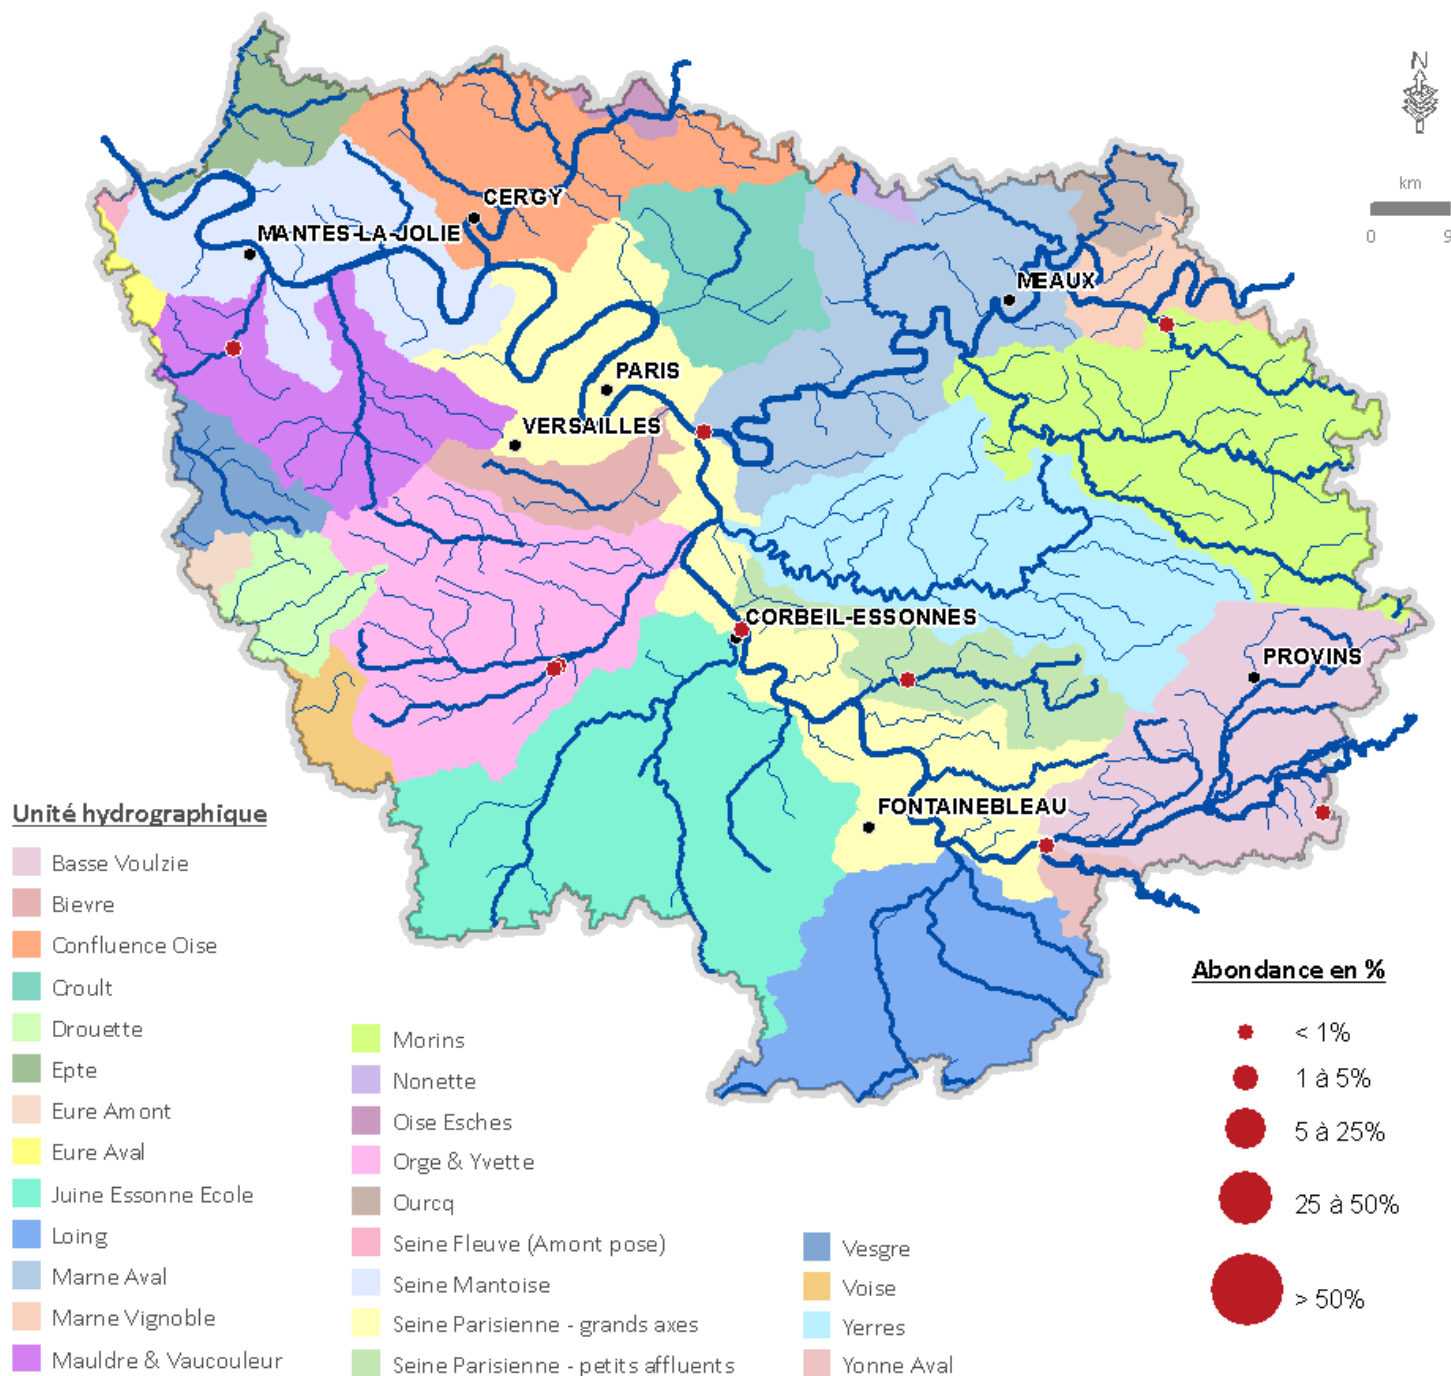 N
km
0 9
CERGY
MANTES-LA-JOLIE
MEAUX
PARIS
VERSAILLES
CORBEIL-ESSONNES
PROVINS
FONTAINEBLEAU
Unité hydrographique
Basse Voulzie
Bievre
Confluence Oise
Croult
Drouette
Epte
Eure Amont
Eure Aval
Juine Essonne Ecole
Loing
Marne Aval
Marne Vignoble
Mauldre & Vaucouleur
Morins
Nonette
Oise Esches
Orge & Yvette
Ourcq
Seine Fleuve (Amont pose)
Seine Mantoise
Seine Parisienne - grands axes
Seine Parisienne - petits affluents
Vesgre
Voise
Yerres
Yonne Aval
Abondance en %
< 1%
1 à 5%
5 à 25%
25 à 50%
> 50%